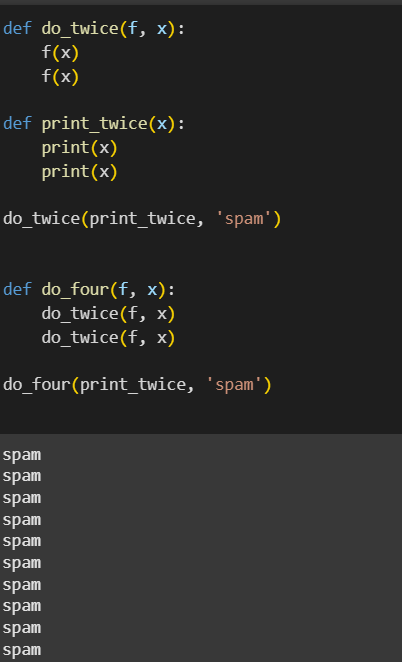 def do_twice(f, x):
    f(x)
    f(x)

def print_twice(x):
    print(x)
    print(x)

do_twice(print_twice, 'spam')


def do_four(f, x):
    do_twice(f, x)
    do_twice(f, x)

do_four(print_twice, 'spam')

spam
spam
spam
spam
spam
spam
spam
spam
spam
spam